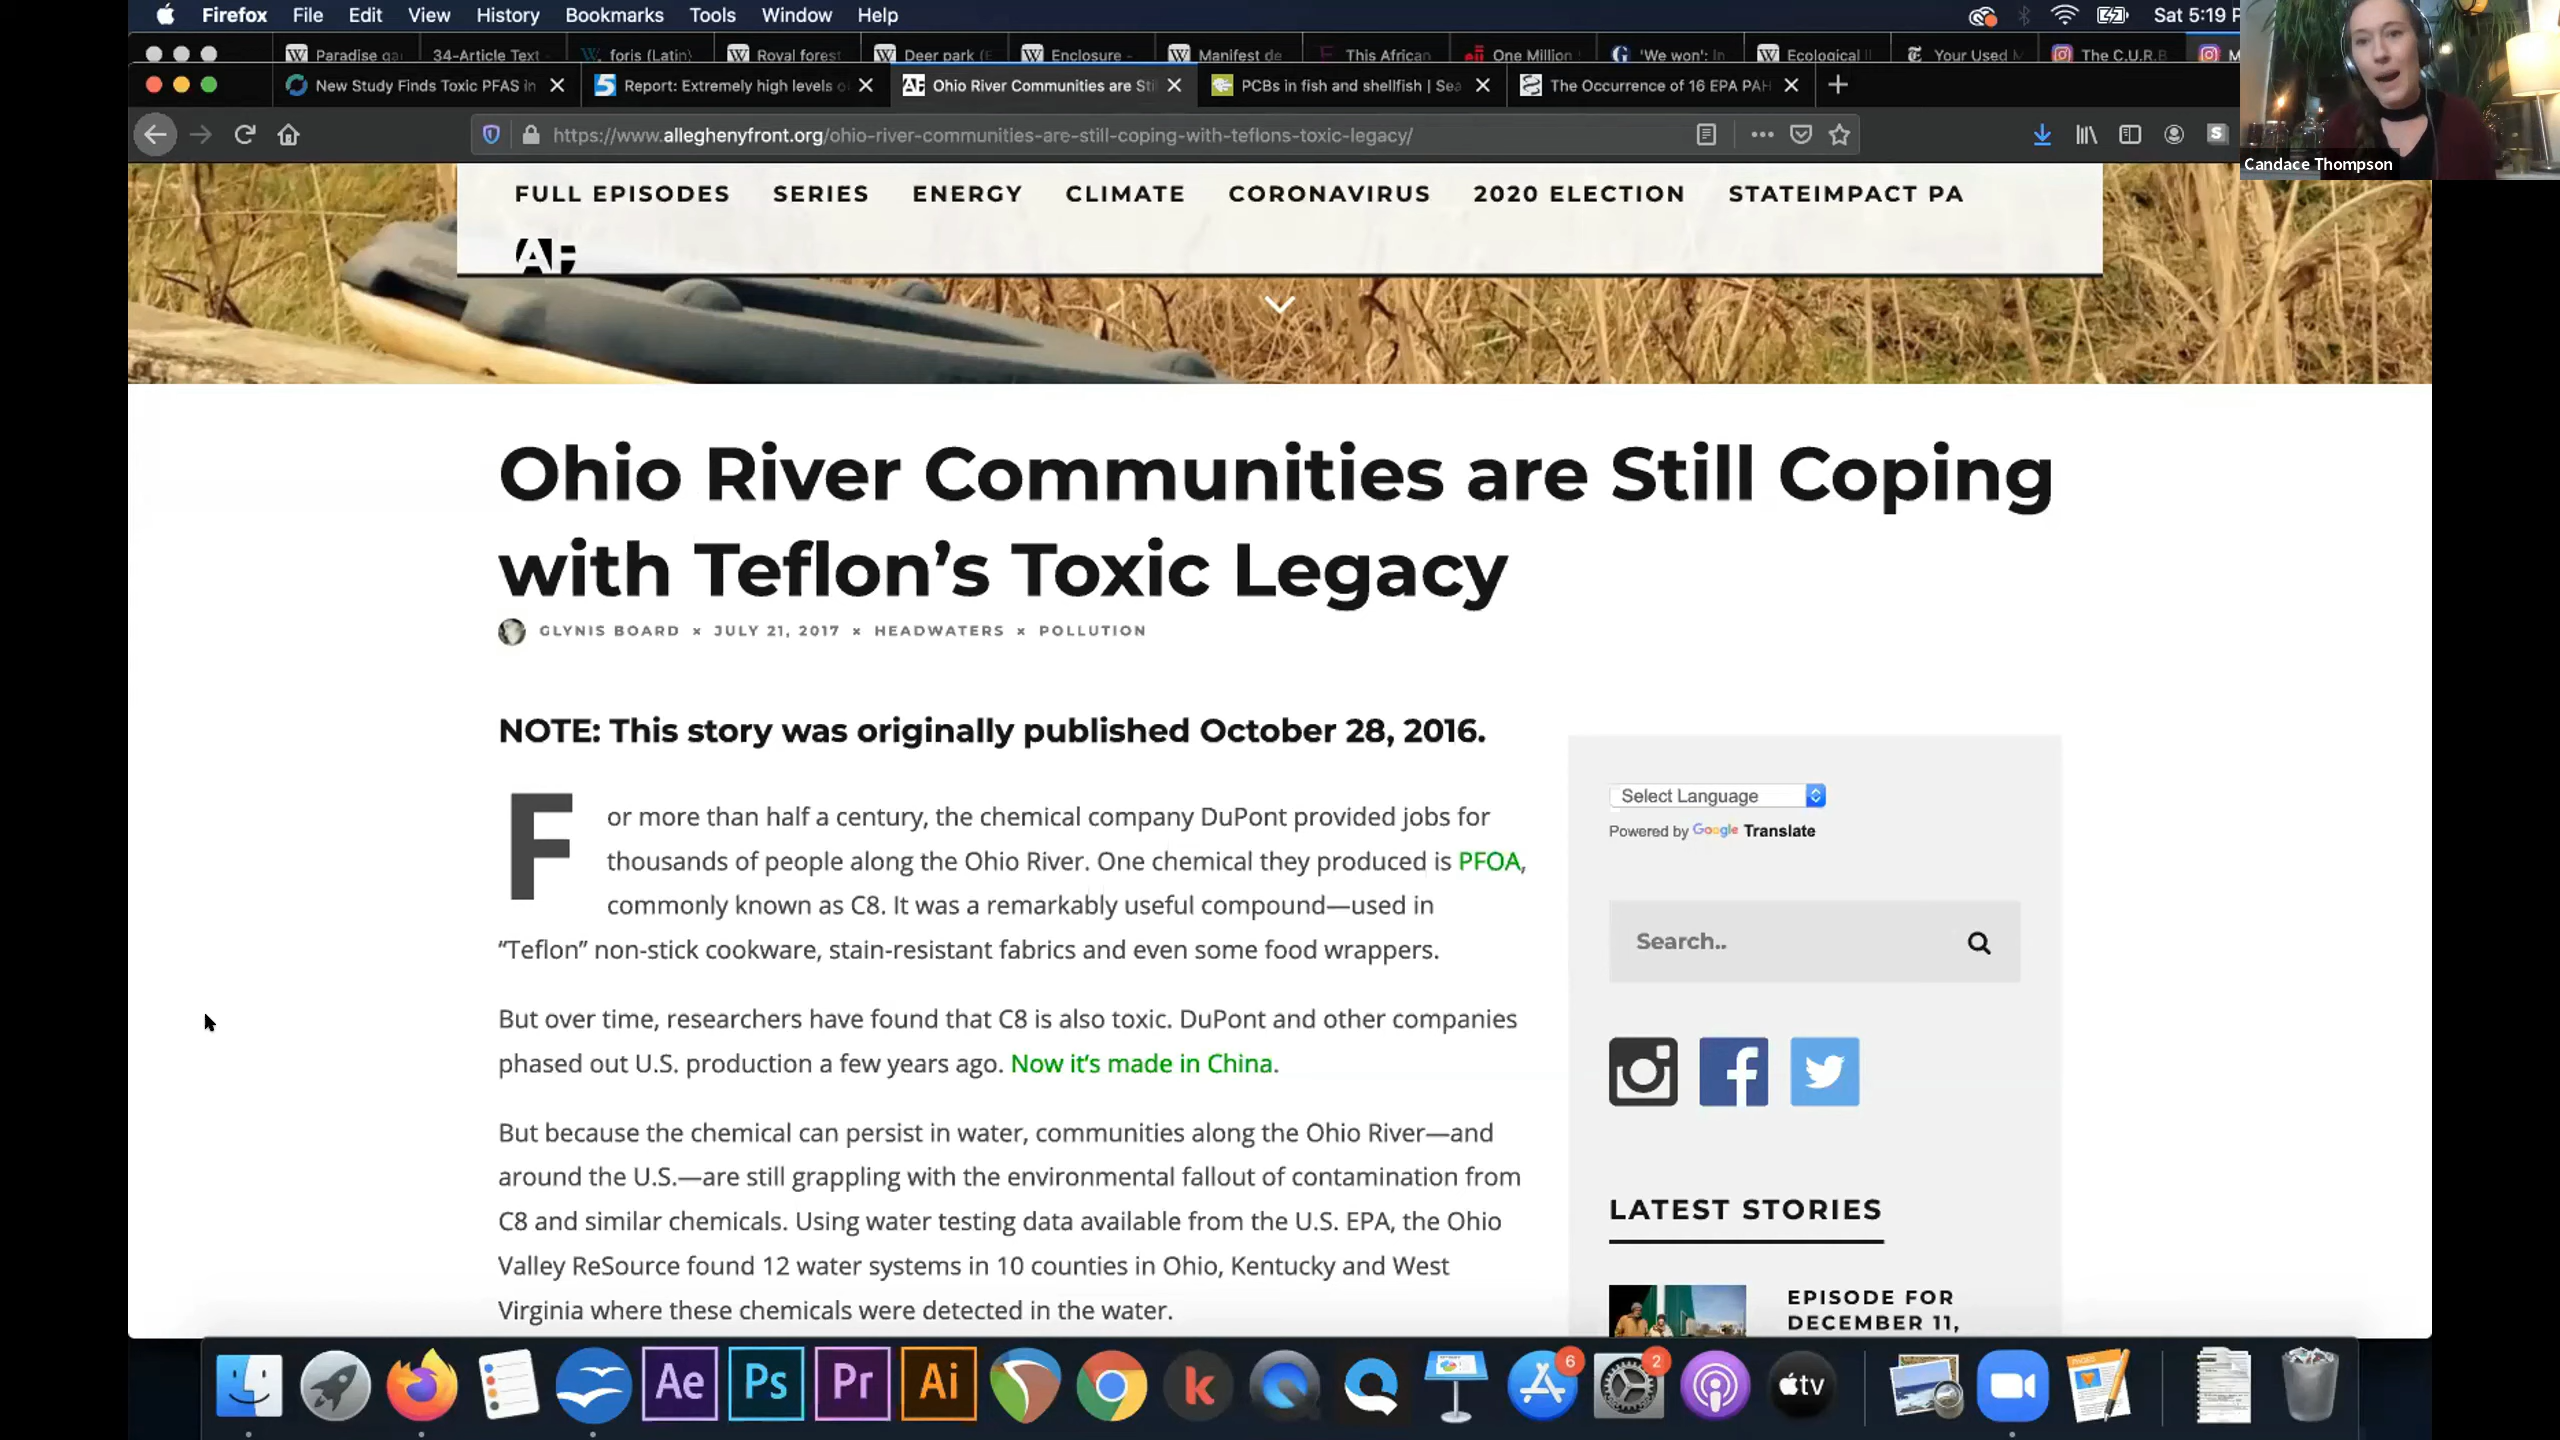 Firefox File Edit View History Bookmarks Tools Window Help Sat 5:19 P
Paradise ga 34-Article Text foris (Latin) Royal forest Deer park (E Enclosure - Manifest de This African One Million 'We won': In Ecological Your Used M The C.U.R.B M
New Study Finds Toxic PFAS in Report: Extremely high levels o Ohio River Communities are Sti PCBs in fish and shellfish | Sea The Occurrence of 16 EPA PAH
https://www.alleghenyfront.org/ohio-river-communities-are-still-coping-with-teflons-toxic-legacy/
Candace Thompson
FULL EPISODES SERIES ENERGY CLIMATE CORONAVIRUS 2020 ELECTION STATEIMPACT PA
AF
Ohio River Communities are Still Coping
with Teflon’s Toxic Legacy
GLYNIS BOARD × JULY 21, 2017 × HEADWATERS × POLLUTION
NOTE: This story was originally published October 28, 2016.
For more than half a century, the chemical company DuPont provided jobs for
thousands of people along the Ohio River. One chemical they produced is PFOA,
commonly known as C8. It was a remarkably useful compound—used in
“Teflon” non-stick cookware, stain-resistant fabrics and even some food wrappers.
But over time, researchers have found that C8 is also toxic. DuPont and other companies
phased out U.S. production a few years ago. Now it’s made in China.
But because the chemical can persist in water, communities along the Ohio River—and
around the U.S.—are still grappling with the environmental fallout of contamination from
C8 and similar chemicals. Using water testing data available from the U.S. EPA, the Ohio
Valley ReSource found 12 water systems in 10 counties in Ohio, Kentucky and West
Virginia where these chemicals were detected in the water.
Select Language
Powered by Google Translate
Search..
LATEST STORIES
EPISODE FOR
DECEMBER 11,
Ae Ps Pr Ai k 6 2 tv